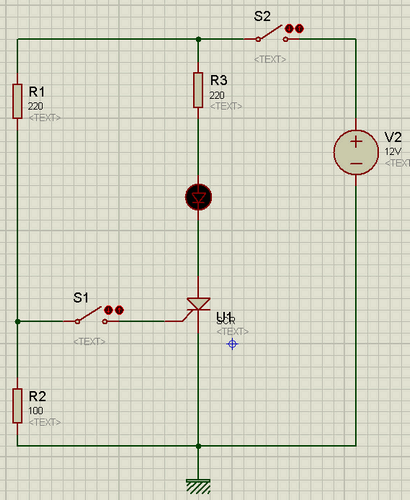 S2
<TEXT>
R1
220
<TEXT>
R3
220
<TEXT>
V2
12V
<TEXT
S1
<TEXT>
U1
SCR
<TEXT>
R2
100
<TEXT>